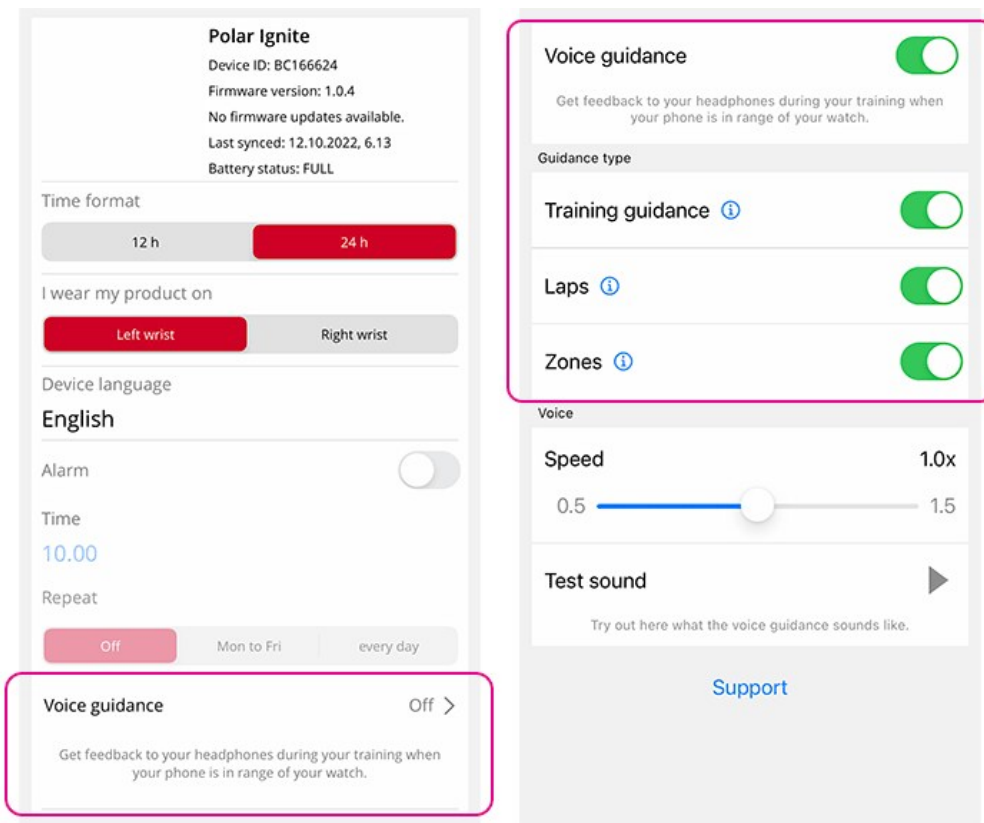 Polar Ignite
Device ID: BC166624
Firmware version: 1.0.4
No firmware updates available.
Last synced: 12.10.2022, 6.13
Battery status: FULL
Time format
12 h 24 h
I wear my product on
Left wrist Right wrist
Device language
English
Alarm
Time
10.00
Repeat
Off Mon to Fri every day
Voice guidance Off
Get feedback to your headphones during your training when
your phone is in range of your watch.
Voice guidance
Get feedback to your headphones during your training when
your phone is in range of your watch.
Guidance type
Training guidance
Laps
Zones
Voice
Speed 1.0x
0.5 1.5
Test sound
Try out here what the voice guidance sounds like.
Support